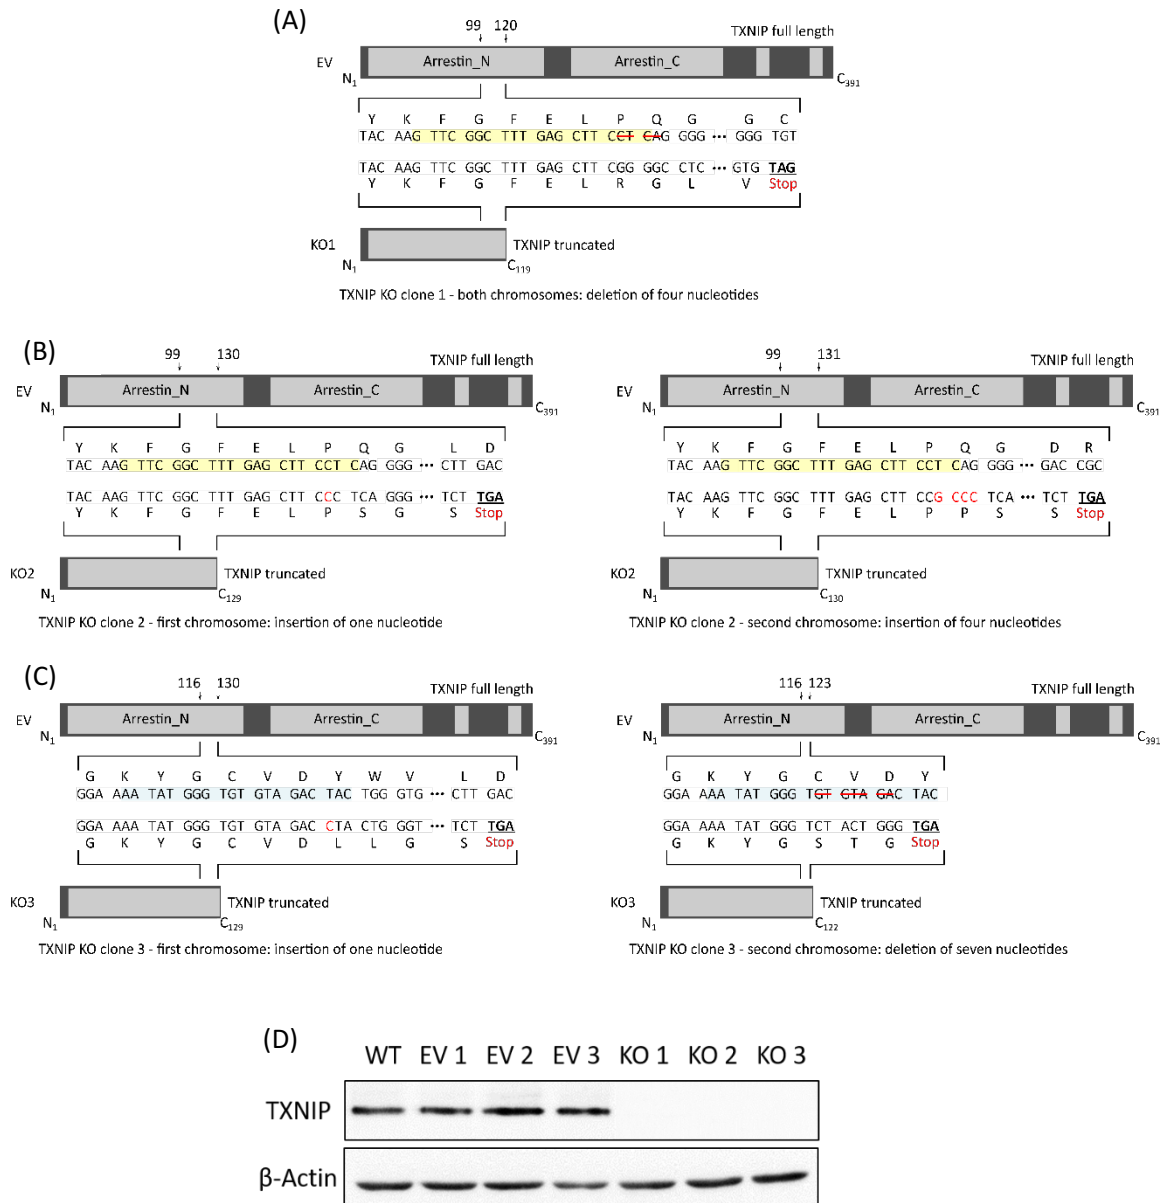 (A)
99 120 TXNIP full length
EV Arrestin_N Arrestin_C
N1 C391
Y K F G F E L P Q G G C
TAC AAG TTCG GGC TTT GAG CTTC CTC CAG GGG ••• GGG TGT
TAC AAG TTC GGC TTT GAG CTTC GG GGC CTC ••• GTG TAG
Y K F G F E L R G L V Stop
KO1 TXNIP truncated
N1 C119
TXNIP KO clone 1 - both chromosomes: deletion of four nucleotides
(B)
99 130 TXNIP full length
EV Arrestin_N Arrestin_C
N1 C391
Y K F G F E L P Q G L D
TAC AAG TTCG GGC TTT GAG CTTC CTC CAG GGG ••• CTT GAC
TAC AAG TTC GGC TTT GAG CTT CCC CTCA GGG ••• TCT TGA
Y K F G F E L P S G S Stop
KO2 TXNIP truncated
N1 C129
TXNIP KO clone 2 - first chromosome: insertion of one nucleotide
99 131 TXNIP full length
EV Arrestin_N Arrestin_C
N1 C391
Y K F G F E L P Q G D R
TAC AAG TTCG GGC TTT GAG CTTC CTC CAG GGG ••• GAC CGC
TAC AAG TTC GGC TTT GAG CTT CCG CCC TCA ••• TCT TGA
Y K F G F E L P P S S Stop
KO2 TXNIP truncated
N1 C130
TXNIP KO clone 2 - second chromosome: insertion of four nucleotides
(C)
116 130 TXNIP full length
EV Arrestin_N Arrestin_C
N1 C391
G K Y G C V D Y W V L D
GGA AAA TAT GGG TGT GTA GAC TAC TGG GTG ••• CTT GAC
GGA AAA TAT GGG TGT GTA GAC CTA CTG GGT ••• TCT TGA
G K Y G C V D L L G S Stop
KO3 TXNIP truncated
N1 C129
TXNIP KO clone 3 - first chromosome: insertion of one nucleotide
116 123 TXNIP full length
EV Arrestin_N Arrestin_C
N1 C391
G K Y G C V D Y
GGA AAA TAT GGG TGT GTA GAC TAC
GGA AAA TAT GGG TCT ACT GGG TGA
G K Y G S T G Stop
KO3 TXNIP truncated
N1 C122
TXNIP KO clone 3 - second chromosome: deletion of seven nucleotides
(D)
WT EV 1 EV 2 EV 3 KO 1 KO 2 KO 3
TXNIP
β-Actin